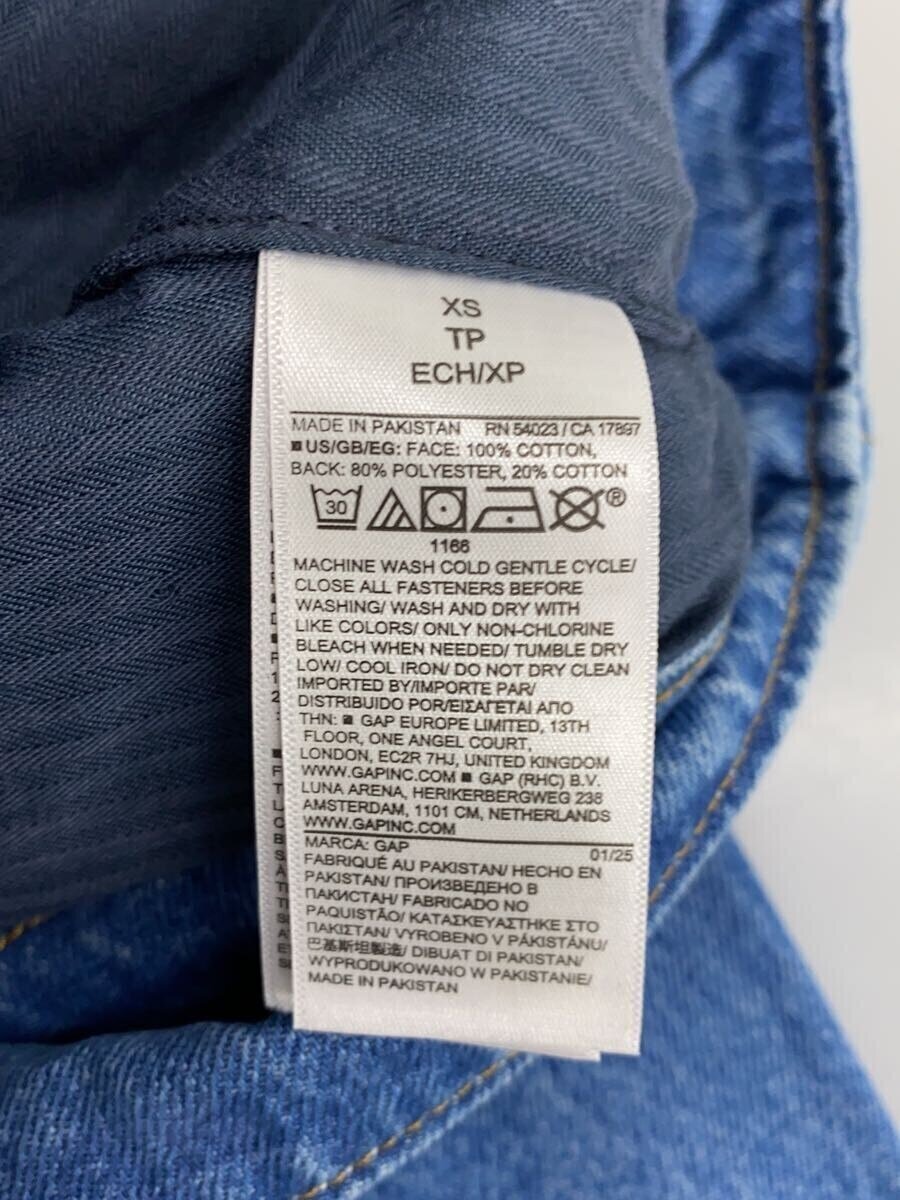 XS
TP
ECH/XP
MADE IN PAKISTAN RN 54023 / CA 17897
■ US/GB/EG: FACE: 100% COTTON,
BACK: 80% POLYESTER, 20% COTTON
30 ®
1166
MACHINE WASH COLD GENTLE CYCLE/
CLOSE ALL FASTENERS BEFORE
WASHING/ WASH AND DRY WITH
LIKE COLORS/ ONLY NON-CHLORINE
BLEACH WHEN NEEDED/ TUMBLE DRY
LOW/ COOL IRON/ DO NOT DRY CLEAN
IMPORTED BY/IMPORTE PAR/
DISTRIBUIDO POR/ΕΙΣΑΓΕΤΑΙ ΑΠΟ
ΤΗΝ: ■ GAP EUROPE LIMITED, 13TH
FLOOR, ONE ANGEL COURT,
LONDON, EC2R 7HJ, UNITED KINGDOM
WWW.GAPINC.COM ■ GAP (RHC) B.V.
LUNA ARENA, HERIKERBERGWEG 238
AMSTERDAM, 1101 CM, NETHERLANDS
WWW.GAPINC.COM
MARCA: GAP 01/25
FABRIQUÉ AU PAKISTAN/ HECHO EN
PAKISTAN/ ПРОИЗВЕДЕНО В
ПАКИСТАН/ FABRICADO NO
PAQUISTÃO/ ΚΑΤΑΣΚΕΥΑΣΤΗΚΕ ΣΤΟ
ΠΑΚΙΣΤΑΝ/ VYROBENO V PÁKISTÁNU/
巴基斯坦製造/ DIBUAT DI PAKISTAN/
WYPRODUKOWANO W PAKISTANIE/
MADE IN PAKISTAN